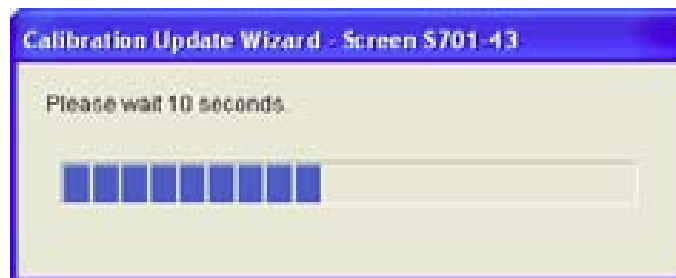 Calibration Update Wizard - Screen S701-43
Please wait 10 seconds.